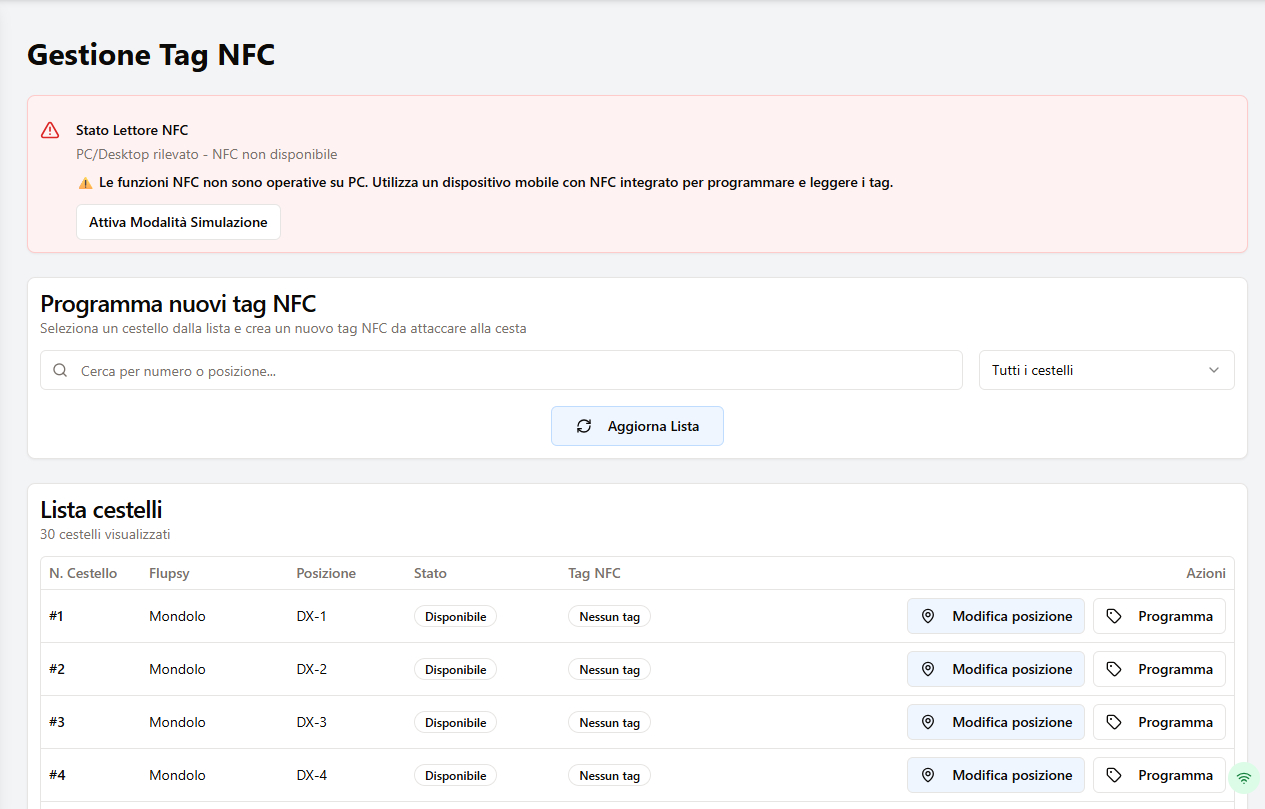 Gestione Tag NFC
Stato Lettore NFC
PC/Desktop rilevato - NFC non disponibile
⚠️ Le funzioni NFC non sono operative su PC. Utilizza un dispositivo mobile con NFC integrato per programmare e leggere i tag.
Attiva Modalità Simulazione
Programma nuovi tag NFC
Seleziona un cestello dalla lista e crea un nuovo tag NFC da attaccare alla cesta
Cerca per numero o posizione... Tutti i cestelli
Aggiorna Lista
Lista cestelli
30 cestelli visualizzati
N. Cestello Flupsy Posizione Stato Tag NFC Azioni
#1 Mondolo DX-1 Disponibile Nessun tag Modifica posizione Programma
#2 Mondolo DX-2 Disponibile Nessun tag Modifica posizione Programma
#3 Mondolo DX-3 Disponibile Nessun tag Modifica posizione Programma
#4 Mondolo DX-4 Disponibile Nessun tag Modifica posizione Programma